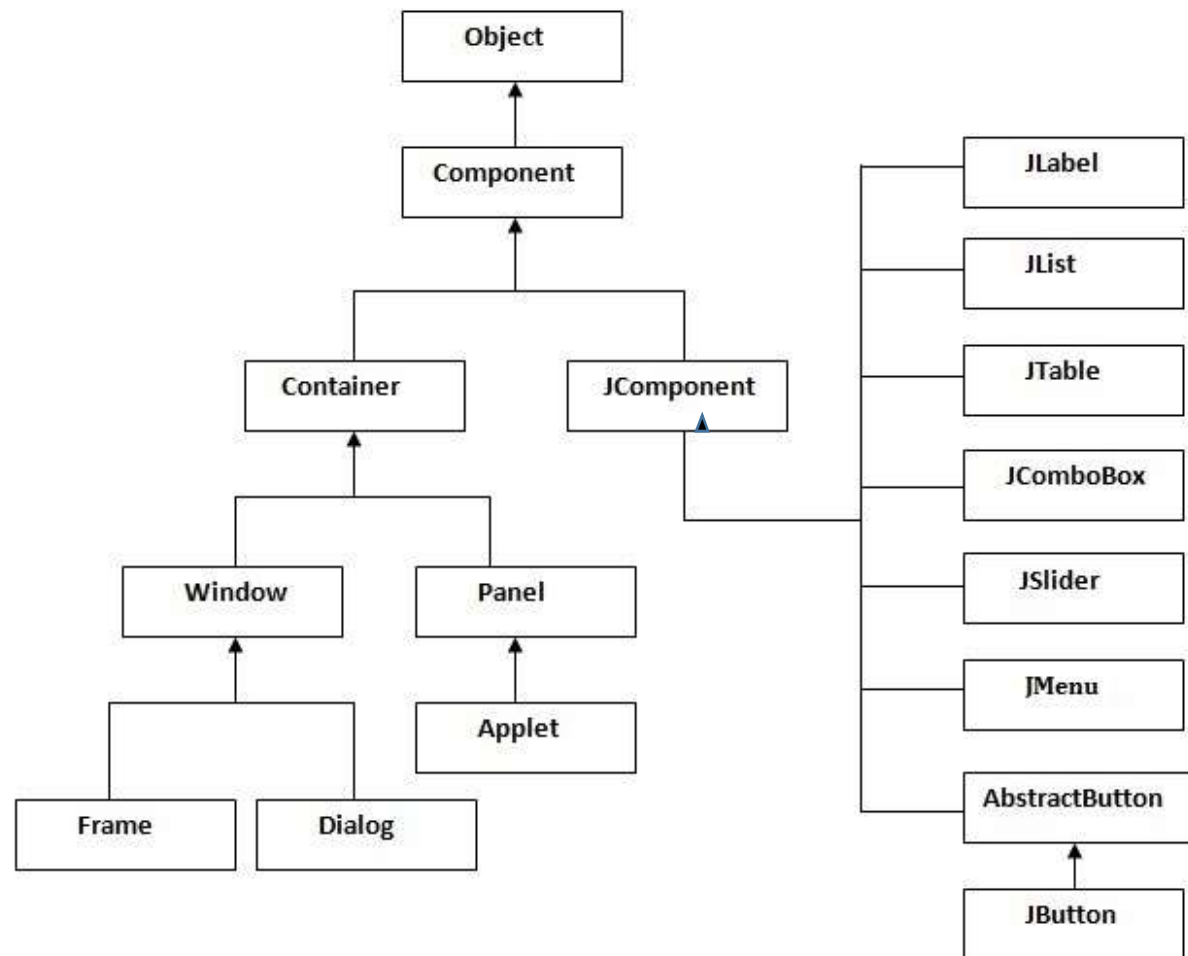 Object
Component
JLabel
JList
Container
JComponent
JTable
JComboBox
Window
Panel
JSlider
JMenu
Applet
AbstractButton
Frame
Dialog
JButton